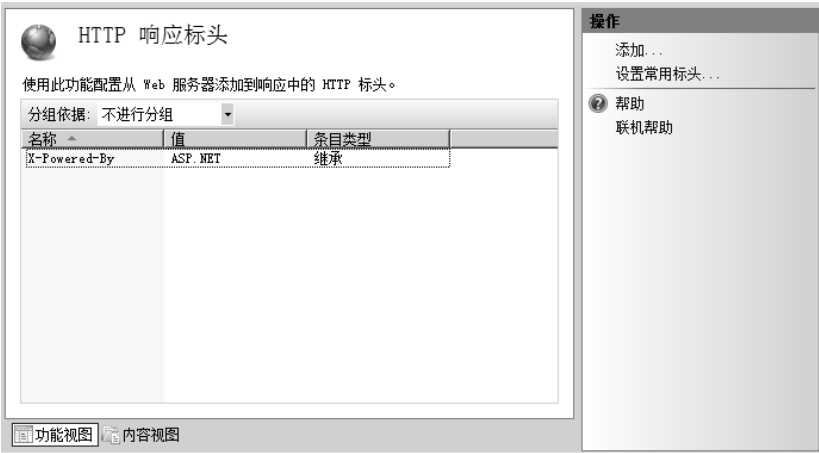 HTTP 响应标头
使用此功能配置从 Web 服务器添加到响应中的 HTTP 标头。
分组依据: 不进行分组
名称 值 条目类型
X-Powered-By ASP.NET 继承
功能视图 内容视图
操作
添加...
设置常用标头...
帮助
联机帮助